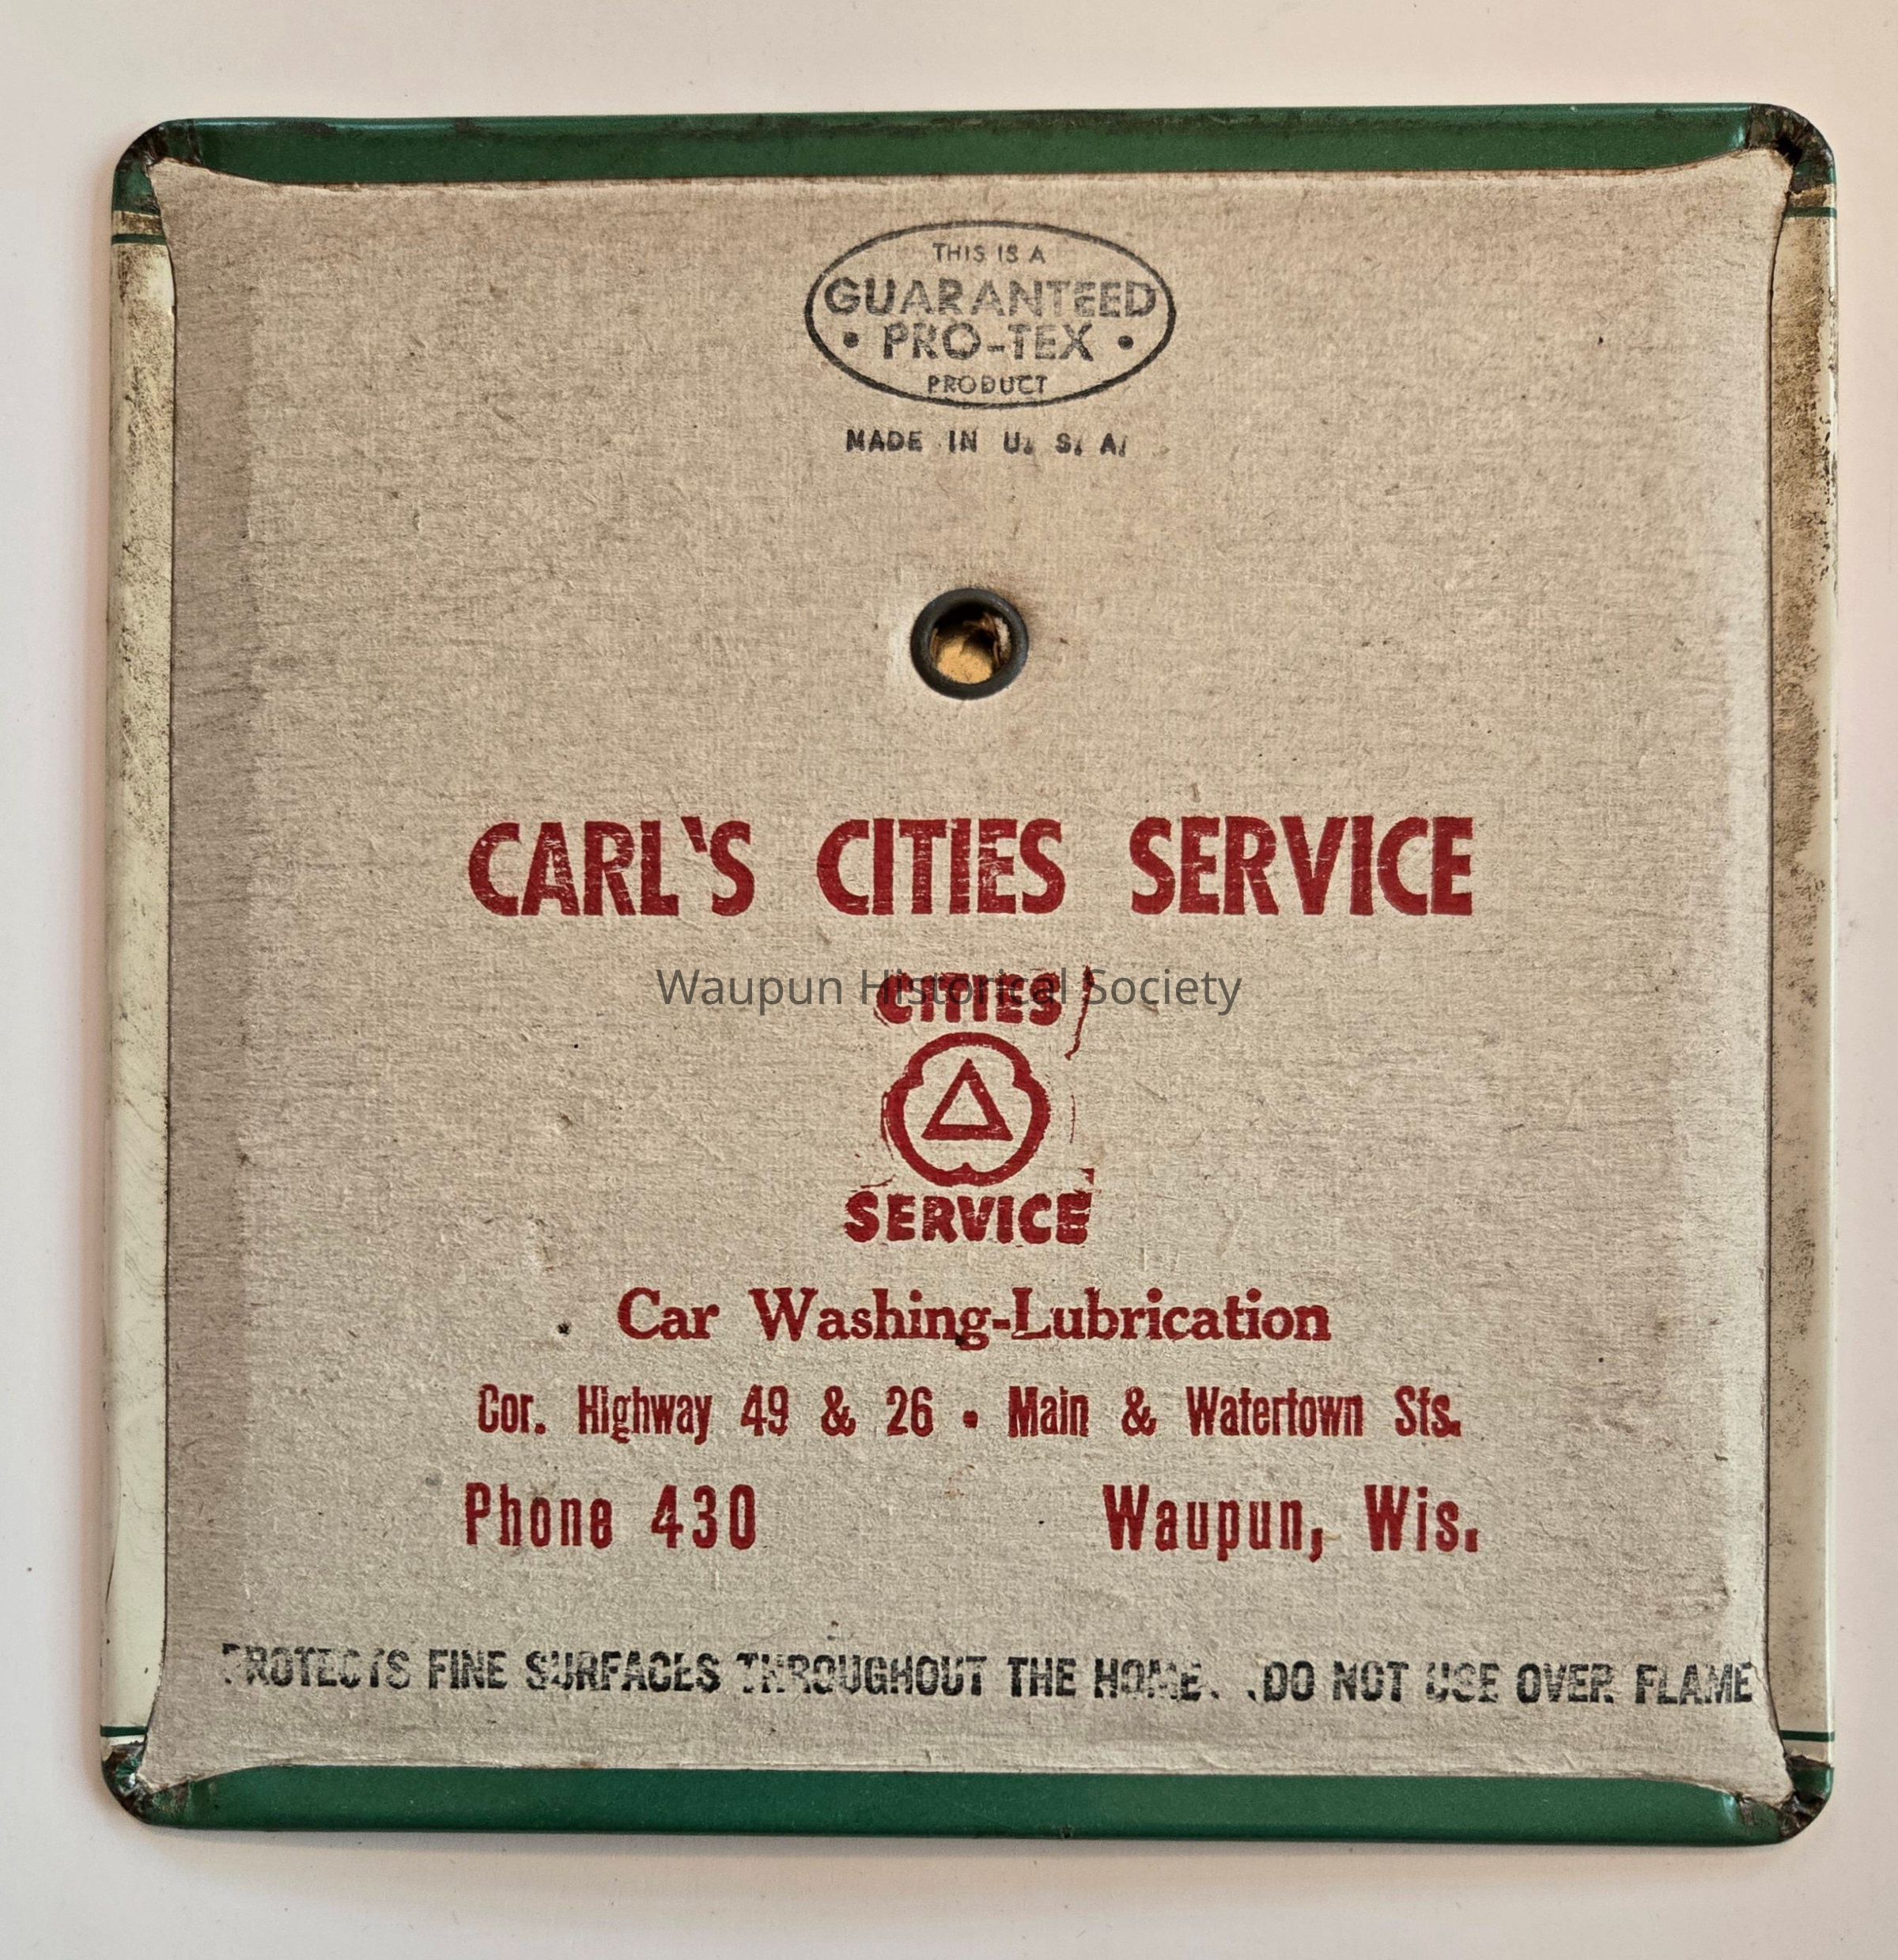 THIS IS A
GUARANTEED
• PRO-TEX •
PRODUCT
MADE IN U. S. A.
CARL'S CITIES SERVICE
Waupun Historical Society
CITIES
SERVICE
Car Washing-Lubrication
Cor. Highway 49 & 26 • Main & Watertown Sts.
Phone 430 Waupun, Wis.
PROTECTS FINE SURFACES THROUGHOUT THE HOME. .DO NOT USE OVER FLAME